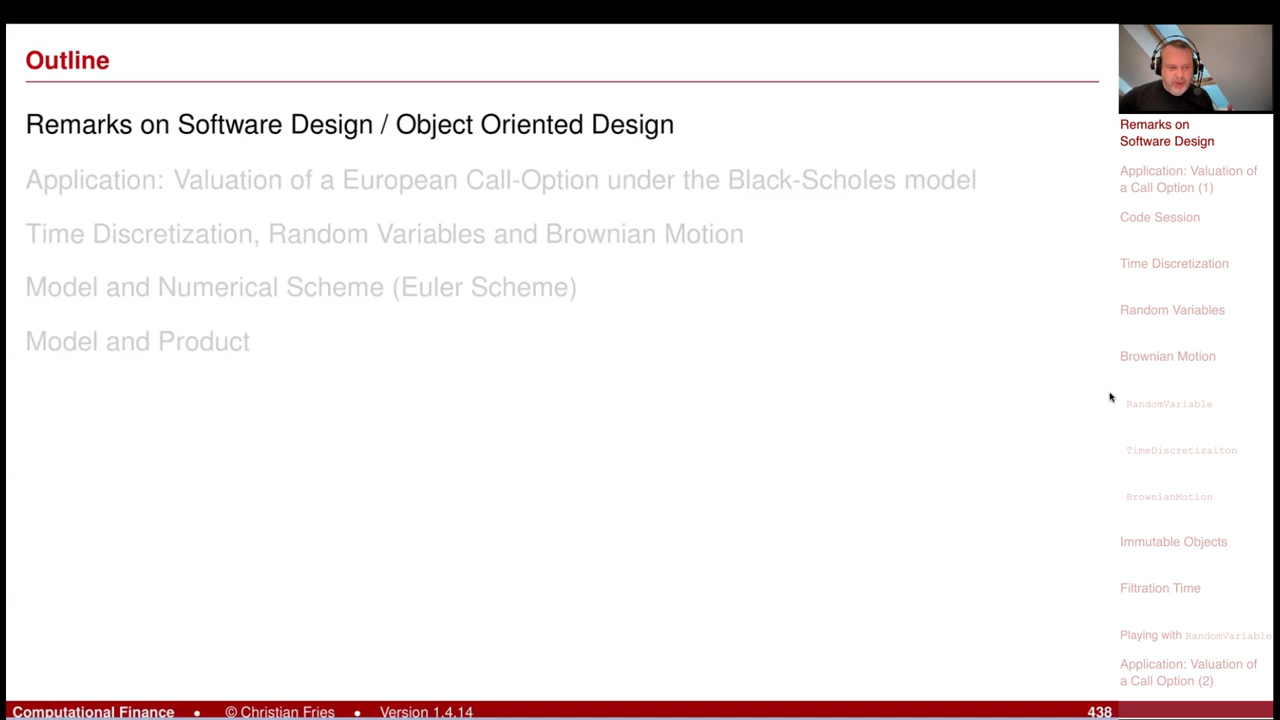 Outline
Remarks on Software Design / Object Oriented Design
Application: Valuation of a European Call-Option under the Black-Scholes model
Time Discretization, Random Variables and Brownian Motion
Model and Numerical Scheme (Euler Scheme)
Model and Product
Remarks on
Software Design
Application: Valuation of
a Call Option (1)
Code Session
Time Discretization
Random Variables
Brownian Motion
RandomVariable
TimeDiscretizaiton
BrownianMotion
Immutable Objects
Filtration Time
Playing with RandomVariable
Application: Valuation of
a Call Option (2)
Computational Finance • © Christian Fries • Version 1.4.14 438